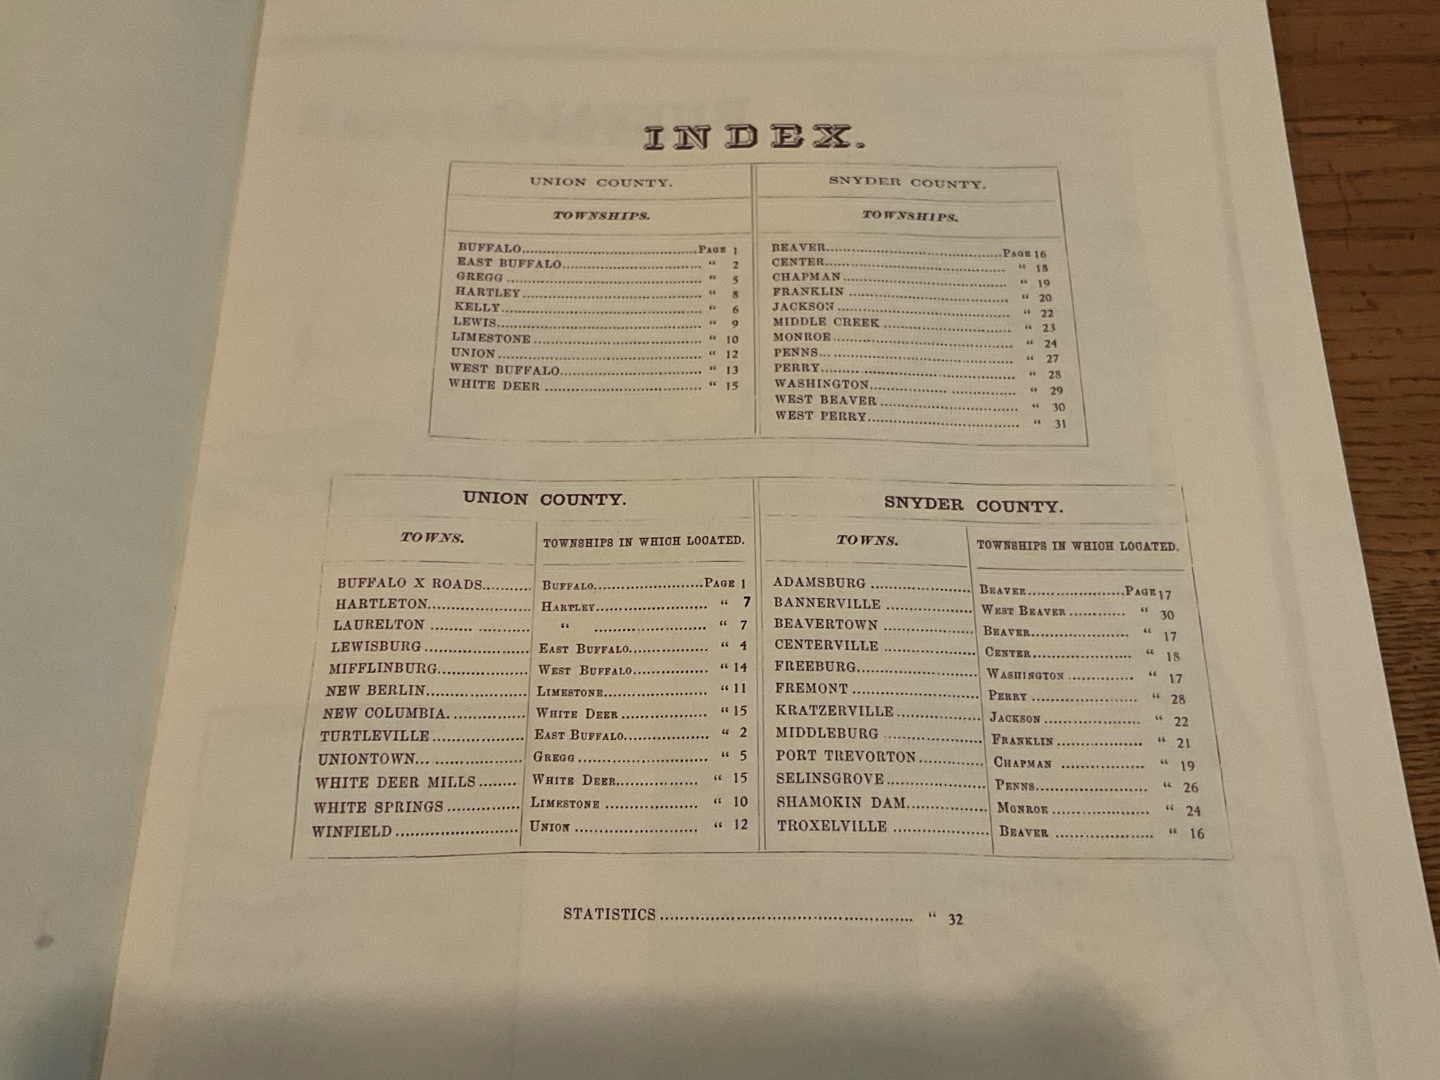 INDEX.
UNION COUNTY.
TOWNSHIPS.
BUFFALO..........PAGE 1
EAST BUFFALO.......... “ 2
GREGG .......... “ 5
HARTLEY.......... “ 8
KELLY.......... “ 6
LEWIS.......... “ 9
LIMESTONE.......... “ 10
UNION.......... “ 12
WEST BUFFALO.......... “ 13
WHITE DEER .......... “ 15
SNYDER COUNTY.
TOWNSHIPS.
BEAVER..........PAGE 16
CENTER.......... “ 18
CHAPMAN.......... “ 19
FRANKLIN .......... “ 20
JACKSON.......... “ 22
MIDDLE CREEK .......... “ 23
MONROE.......... “ 24
PENNS.......... “ 27
PERRY.......... “ 28
WASHINGTON.......... “ 29
WEST BEAVER .......... “ 30
WEST PERRY.......... “ 31
UNION COUNTY.
TOWNS. TOWNSHIPS IN WHICH LOCATED.
BUFFALO X ROADS.......... BUFFALO..........PAGE 1
HARTLETON.......... HARTLEY.......... “ 7
LAURELTON .......... “ .......... “ 7
LEWISBURG .......... EAST BUFFALO.......... “ 4
MIFFLINBURG.......... WEST BUFFALO.......... “ 14
NEW BERLIN.......... LIMESTONE.......... “ 11
NEW COLUMBIA.......... WHITE DEER .......... “ 15
TURTLEVILLE .......... EAST BUFFALO.......... “ 2
UNIONTOWN.......... GREGG .......... “ 5
WHITE DEER MILLS .......... WHITE DEER.......... “ 15
WHITE SPRINGS .......... LIMESTONE .......... “ 10
WINFIELD .......... UNION .......... “ 12
SNYDER COUNTY.
TOWNS. TOWNSHIPS IN WHICH LOCATED.
ADAMSBURG .......... BEAVER..........PAGE 17
BANNERVILLE .......... WEST BEAVER .......... “ 30
BEAVERTOWN .......... BEAVER.......... “ 17
CENTERVILLE .......... CENTER.......... “ 18
FREEBURG.......... WASHINGTON .......... “ 17
FREMONT .......... PERRY .......... “ 28
KRATZERVILLE.......... JACKSON .......... “ 22
MIDDLEBURG .......... FRANKLIN .......... “ 21
PORT TREVORTON.......... CHAPMAN .......... “ 19
SELINSGROVE.......... PENNS.......... “ 26
SHAMOKIN DAM.......... MONROE .......... “ 24
TROXELVILLE .......... BEAVER .......... “ 16
STATISTICS.......... “ 32